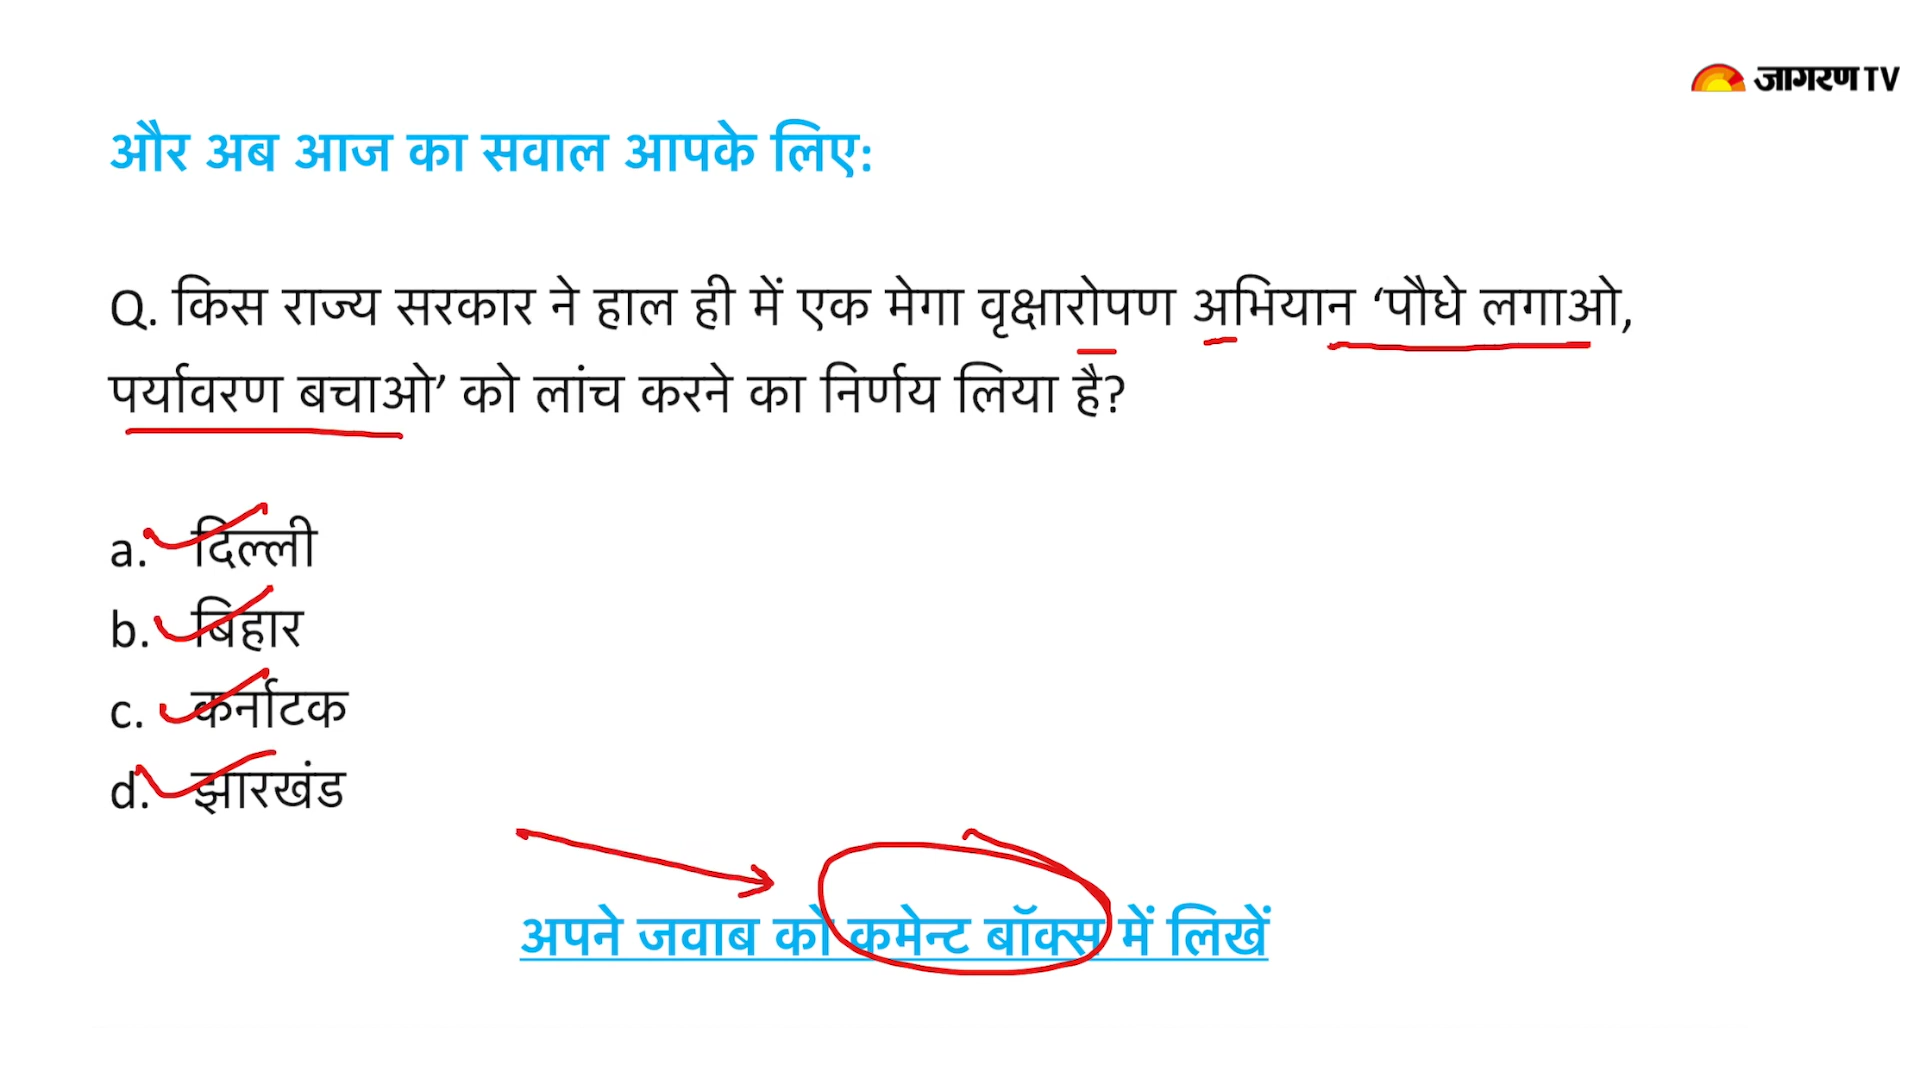 जागरण TV
और अब आज का सवाल आपके लिए:
Q. किस राज्य सरकार ने हाल ही में एक मेगा वृक्षारोपण अभियान ‘पौधे लगाओ,
पर्यावरण बचाओ’ को लांच करने का निर्णय लिया है?
a. दिल्ली
b. बिहार
c. कर्नाटक
d. झारखंड
अपने जवाब को कमेन्ट बॉक्स में लिखें